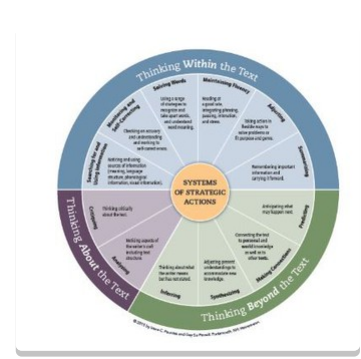 Thinking Within the Text
Solving Words
Using a range
of strategies to
recognize and
take apart words,
and understand
word meaning.
Maintaining Fluency
Reading at
a good rate,
integrating phrasing,
pausing, intonation,
and stress.
Adjusting
Taking action in
flexible ways to
solve problems or
fit purpose and genre.
Summarizing
Remembering important
information and
carrying it forward.
Predicting
Anticipating what
may happen next.
Making Connections
Connecting the text
to personal and
world knowledge
as well as to
other texts.
Synthesizing
Adjusting present
understandings to
accommodate new
knowledge.
Inferring
Thinking about what
the writer means
but has not stated.
Thinking Beyond the Text
Analyzing
Noticing aspects of
the writer's craft
including text
structure.
Critiquing
Thinking critically
about the text.
Thinking About the Text
Searching for and
Using Information
Noticing and using
sources of information
(meaning, language
structure, phonological
information, visual information).
Monitoring and
Self-Correcting
Checking on accuracy
and understanding
and working to
self-correct errors.
SYSTEMS
OF STRATEGIC
ACTIONS